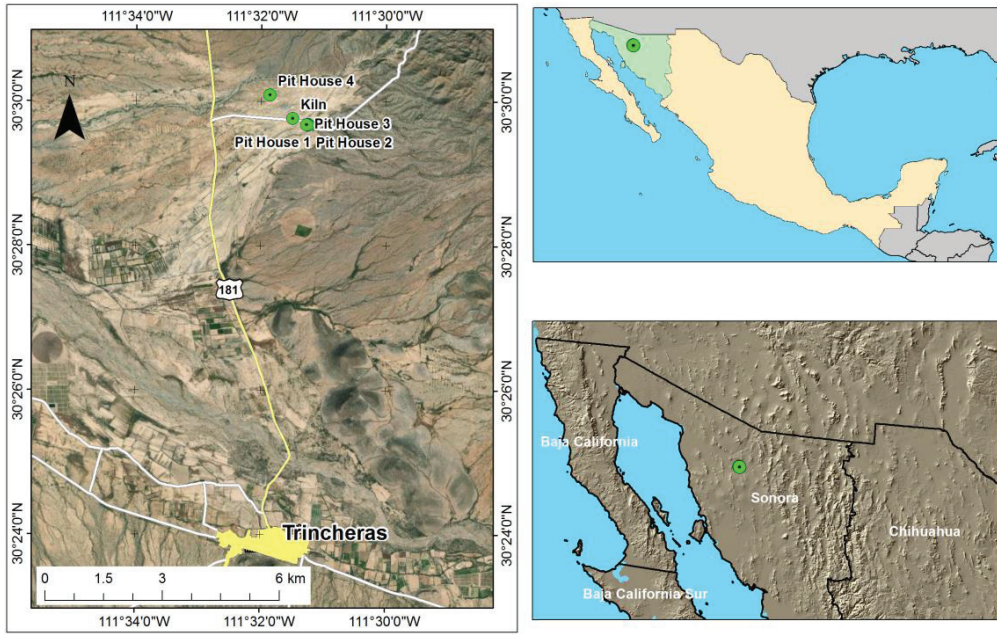 111°34'0"W 111°32'0"W 111°30'0"W
30°30'0"N
30°28'0"N
30°26'0"N
30°24'0"N
N
Pit House 4
Kiln
Pit House 3
Pit House 1 Pit House 2
181
Trincheras
0 1.5 3 6 km
30°30'0"N
30°28'0"N
30°26'0"N
30°24'0"N
111°34'0"W 111°32'0"W 111°30'0"W
Baja California
Sonora
Chihuahua
Baja California Sur